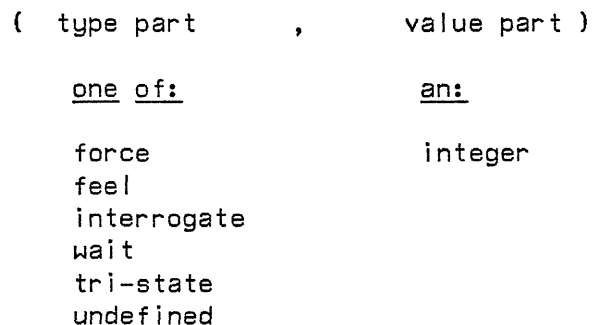 ( type part , value part )
one of: an:
force integer
feel
interrogate
wait
tri-state
undefined